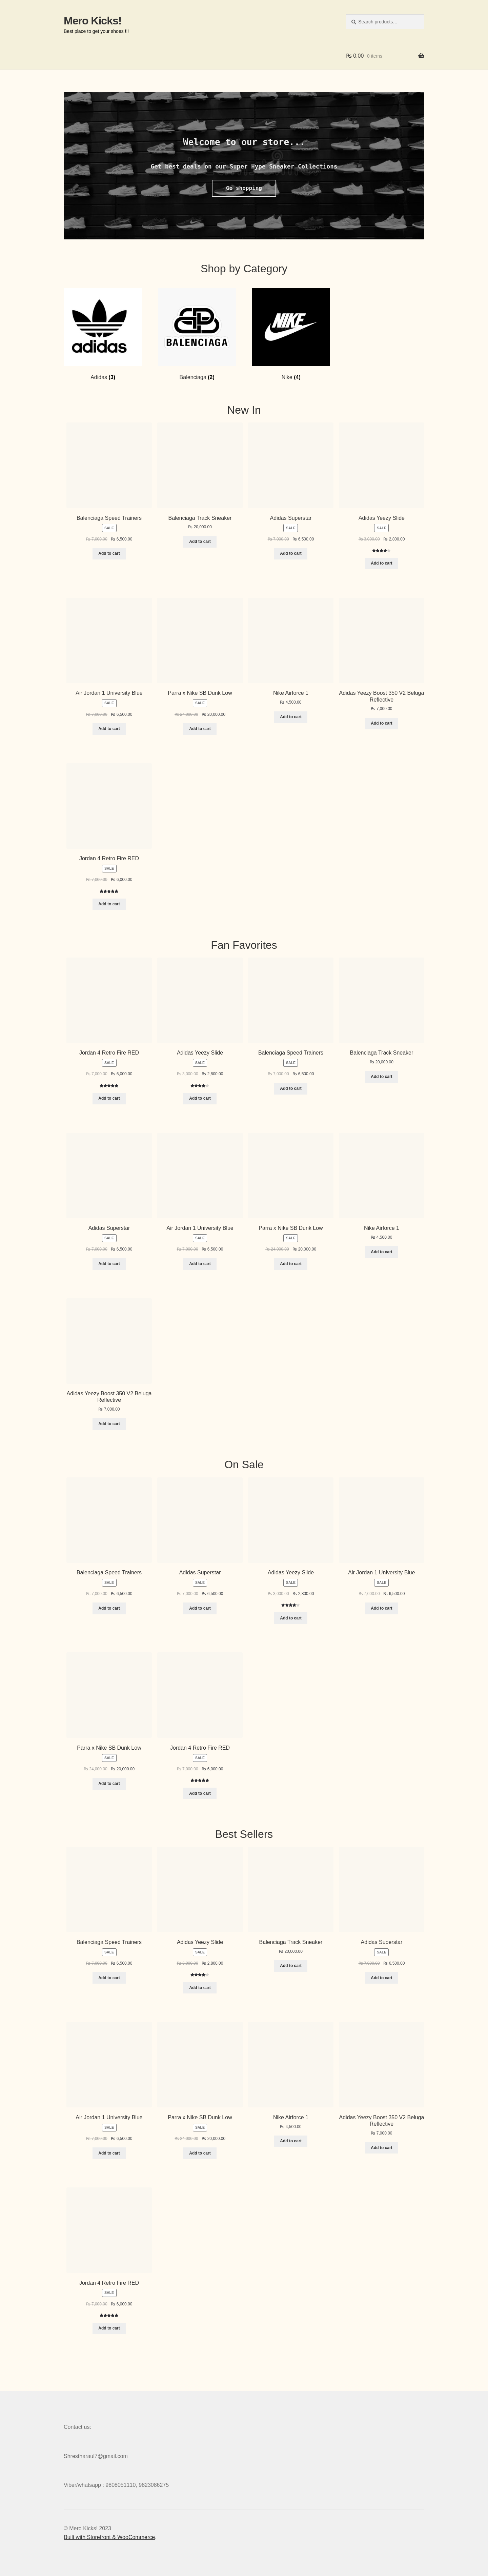 Mero Kicks!
Best place to get your shoes !!!
Search products…
₨ 0.00 0 items
Welcome to our store...
Get best deals on our Super Hype Sneaker Collections
Go shopping
Shop by Category
adidas
BALENCIAGA
NIKE
Adidas (3)
Balenciaga (2)
Nike (4)
New In
Balenciaga Speed Trainers
SALE
₨ 7,000.00 ₨ 6,500.00
Add to cart
Balenciaga Track Sneaker
₨ 20,000.00
Add to cart
Adidas Superstar
SALE
₨ 7,000.00 ₨ 6,500.00
Add to cart
Adidas Yeezy Slide
SALE
₨ 3,000.00 ₨ 2,800.00
Add to cart
Air Jordan 1 University Blue
SALE
₨ 7,000.00 ₨ 6,500.00
Add to cart
Parra x Nike SB Dunk Low
SALE
₨ 24,000.00 ₨ 20,000.00
Add to cart
Nike Airforce 1
₨ 4,500.00
Add to cart
Adidas Yeezy Boost 350 V2 Beluga
Reflective
₨ 7,000.00
Add to cart
Jordan 4 Retro Fire RED
SALE
₨ 7,000.00 ₨ 6,000.00
Add to cart
Fan Favorites
Jordan 4 Retro Fire RED
SALE
₨ 7,000.00 ₨ 6,000.00
Add to cart
Adidas Yeezy Slide
SALE
₨ 3,000.00 ₨ 2,800.00
Add to cart
Balenciaga Speed Trainers
SALE
₨ 7,000.00 ₨ 6,500.00
Add to cart
Balenciaga Track Sneaker
₨ 20,000.00
Add to cart
Adidas Superstar
SALE
₨ 7,000.00 ₨ 6,500.00
Add to cart
Air Jordan 1 University Blue
SALE
₨ 7,000.00 ₨ 6,500.00
Add to cart
Parra x Nike SB Dunk Low
SALE
₨ 24,000.00 ₨ 20,000.00
Add to cart
Nike Airforce 1
₨ 4,500.00
Add to cart
Adidas Yeezy Boost 350 V2 Beluga
Reflective
₨ 7,000.00
Add to cart
On Sale
Balenciaga Speed Trainers
SALE
₨ 7,000.00 ₨ 6,500.00
Add to cart
Adidas Superstar
SALE
₨ 7,000.00 ₨ 6,500.00
Add to cart
Adidas Yeezy Slide
SALE
₨ 3,000.00 ₨ 2,800.00
Add to cart
Air Jordan 1 University Blue
SALE
₨ 7,000.00 ₨ 6,500.00
Add to cart
Parra x Nike SB Dunk Low
SALE
₨ 24,000.00 ₨ 20,000.00
Add to cart
Jordan 4 Retro Fire RED
SALE
₨ 7,000.00 ₨ 6,000.00
Add to cart
Best Sellers
Balenciaga Speed Trainers
SALE
₨ 7,000.00 ₨ 6,500.00
Add to cart
Adidas Yeezy Slide
SALE
₨ 3,000.00 ₨ 2,800.00
Add to cart
Balenciaga Track Sneaker
₨ 20,000.00
Add to cart
Adidas Superstar
SALE
₨ 7,000.00 ₨ 6,500.00
Add to cart
Air Jordan 1 University Blue
SALE
₨ 7,000.00 ₨ 6,500.00
Add to cart
Parra x Nike SB Dunk Low
SALE
₨ 24,000.00 ₨ 20,000.00
Add to cart
Nike Airforce 1
₨ 4,500.00
Add to cart
Adidas Yeezy Boost 350 V2 Beluga
Reflective
₨ 7,000.00
Add to cart
Jordan 4 Retro Fire RED
SALE
₨ 7,000.00 ₨ 6,000.00
Add to cart
Contact us:
Shrestharaul7@gmail.com
Viber/whatsapp : 9808051110, 9823086275
© Mero Kicks! 2023
Built with Storefront & WooCommerce.